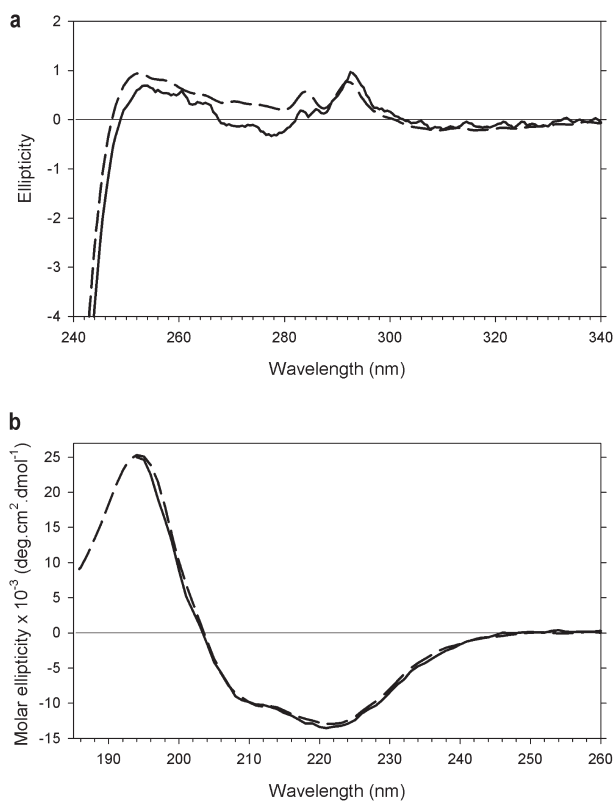 a
2
1
0
-1
-2
-3
-4
Ellipticity
240 260 280 300 320 340
Wavelength (nm)
b
25
20
15
10
5
0
-5
-10
-15
Molar ellipticity x 10⁻³ (deg.cm².dmol⁻¹)
190 200 210 220 230 240 250 260
Wavelength (nm)